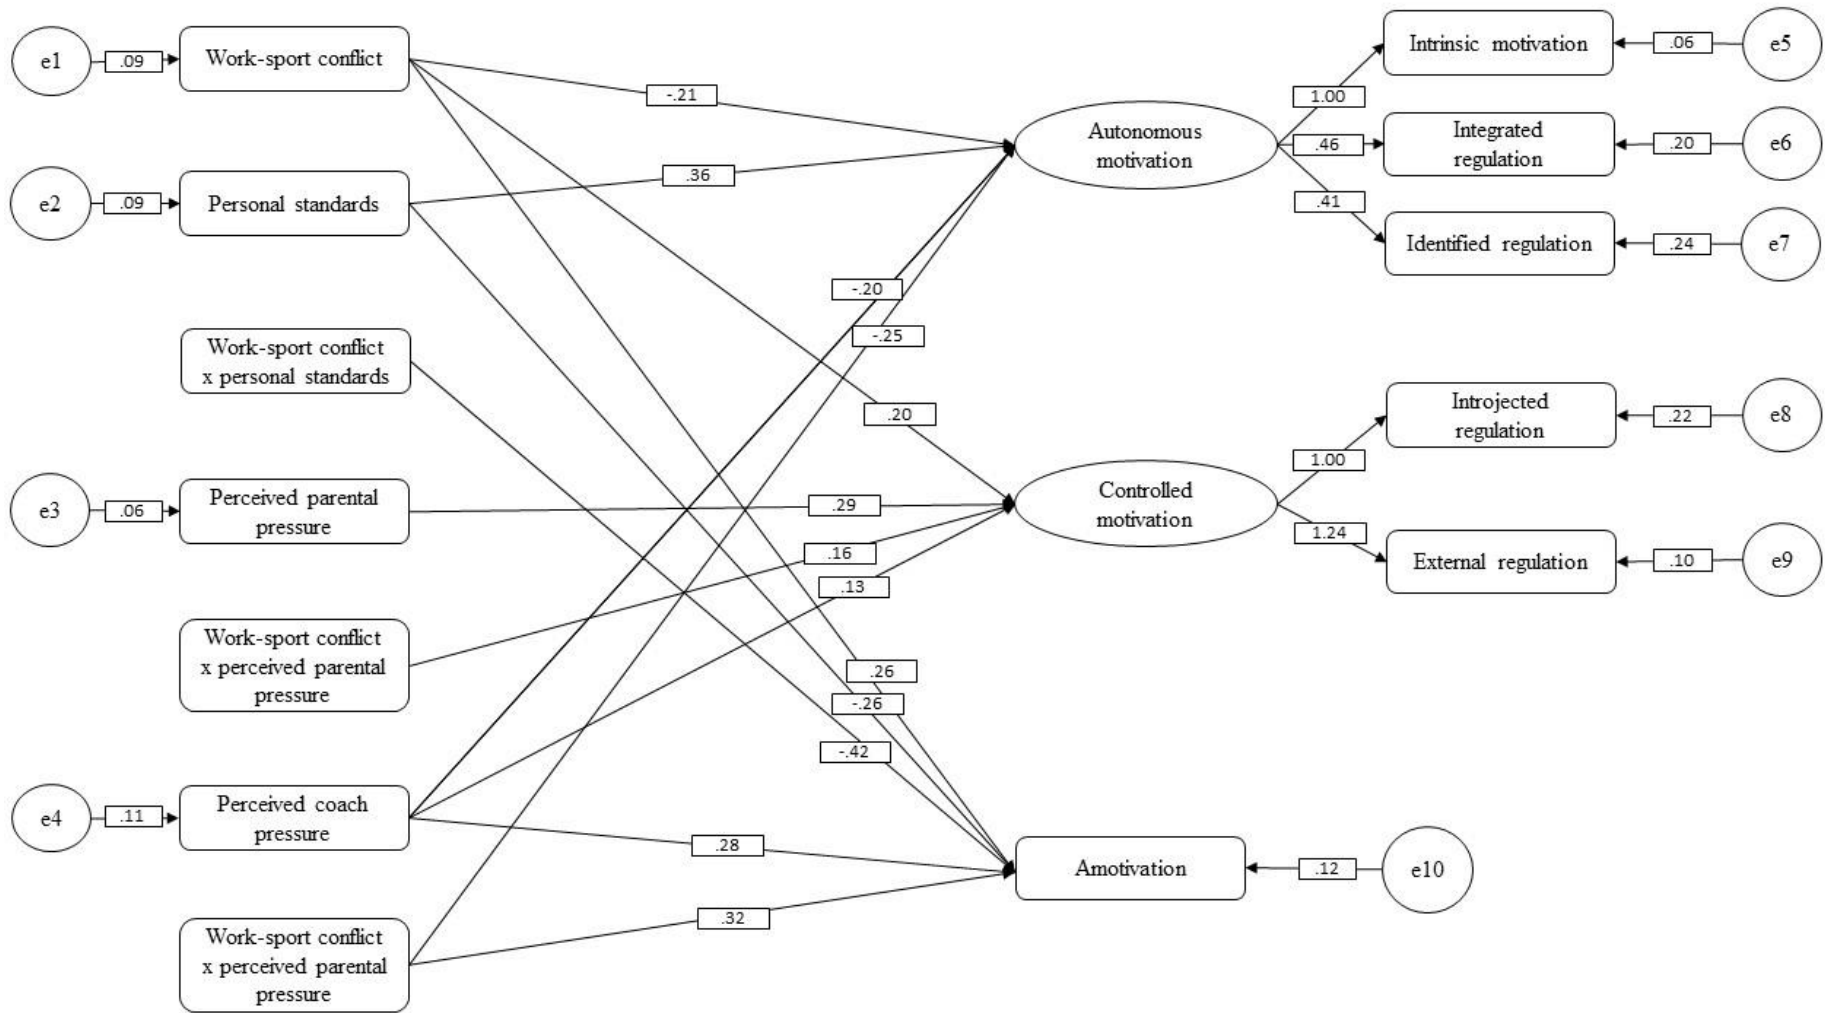 e1
.09
Work-sport conflict
e2
.09
Personal standards
Work-sport conflict
x personal standards
e3
.06
Perceived parental
pressure
Work-sport conflict
x perceived parental
pressure
e4
.11
Perceived coach
pressure
Work-sport conflict
x perceived parental
pressure
-.21
.36
-.20
-.25
.20
.29
.16
.13
.26
-.26
-.42
.28
.32
Autonomous
motivation
1.00
.46
.41
Intrinsic motivation
.06
e5
Integrated
regulation
.20
e6
Identified regulation
.24
e7
Controlled
motivation
1.00
1.24
Introjected
regulation
.22
e8
External regulation
.10
e9
Amotivation
.12
e10